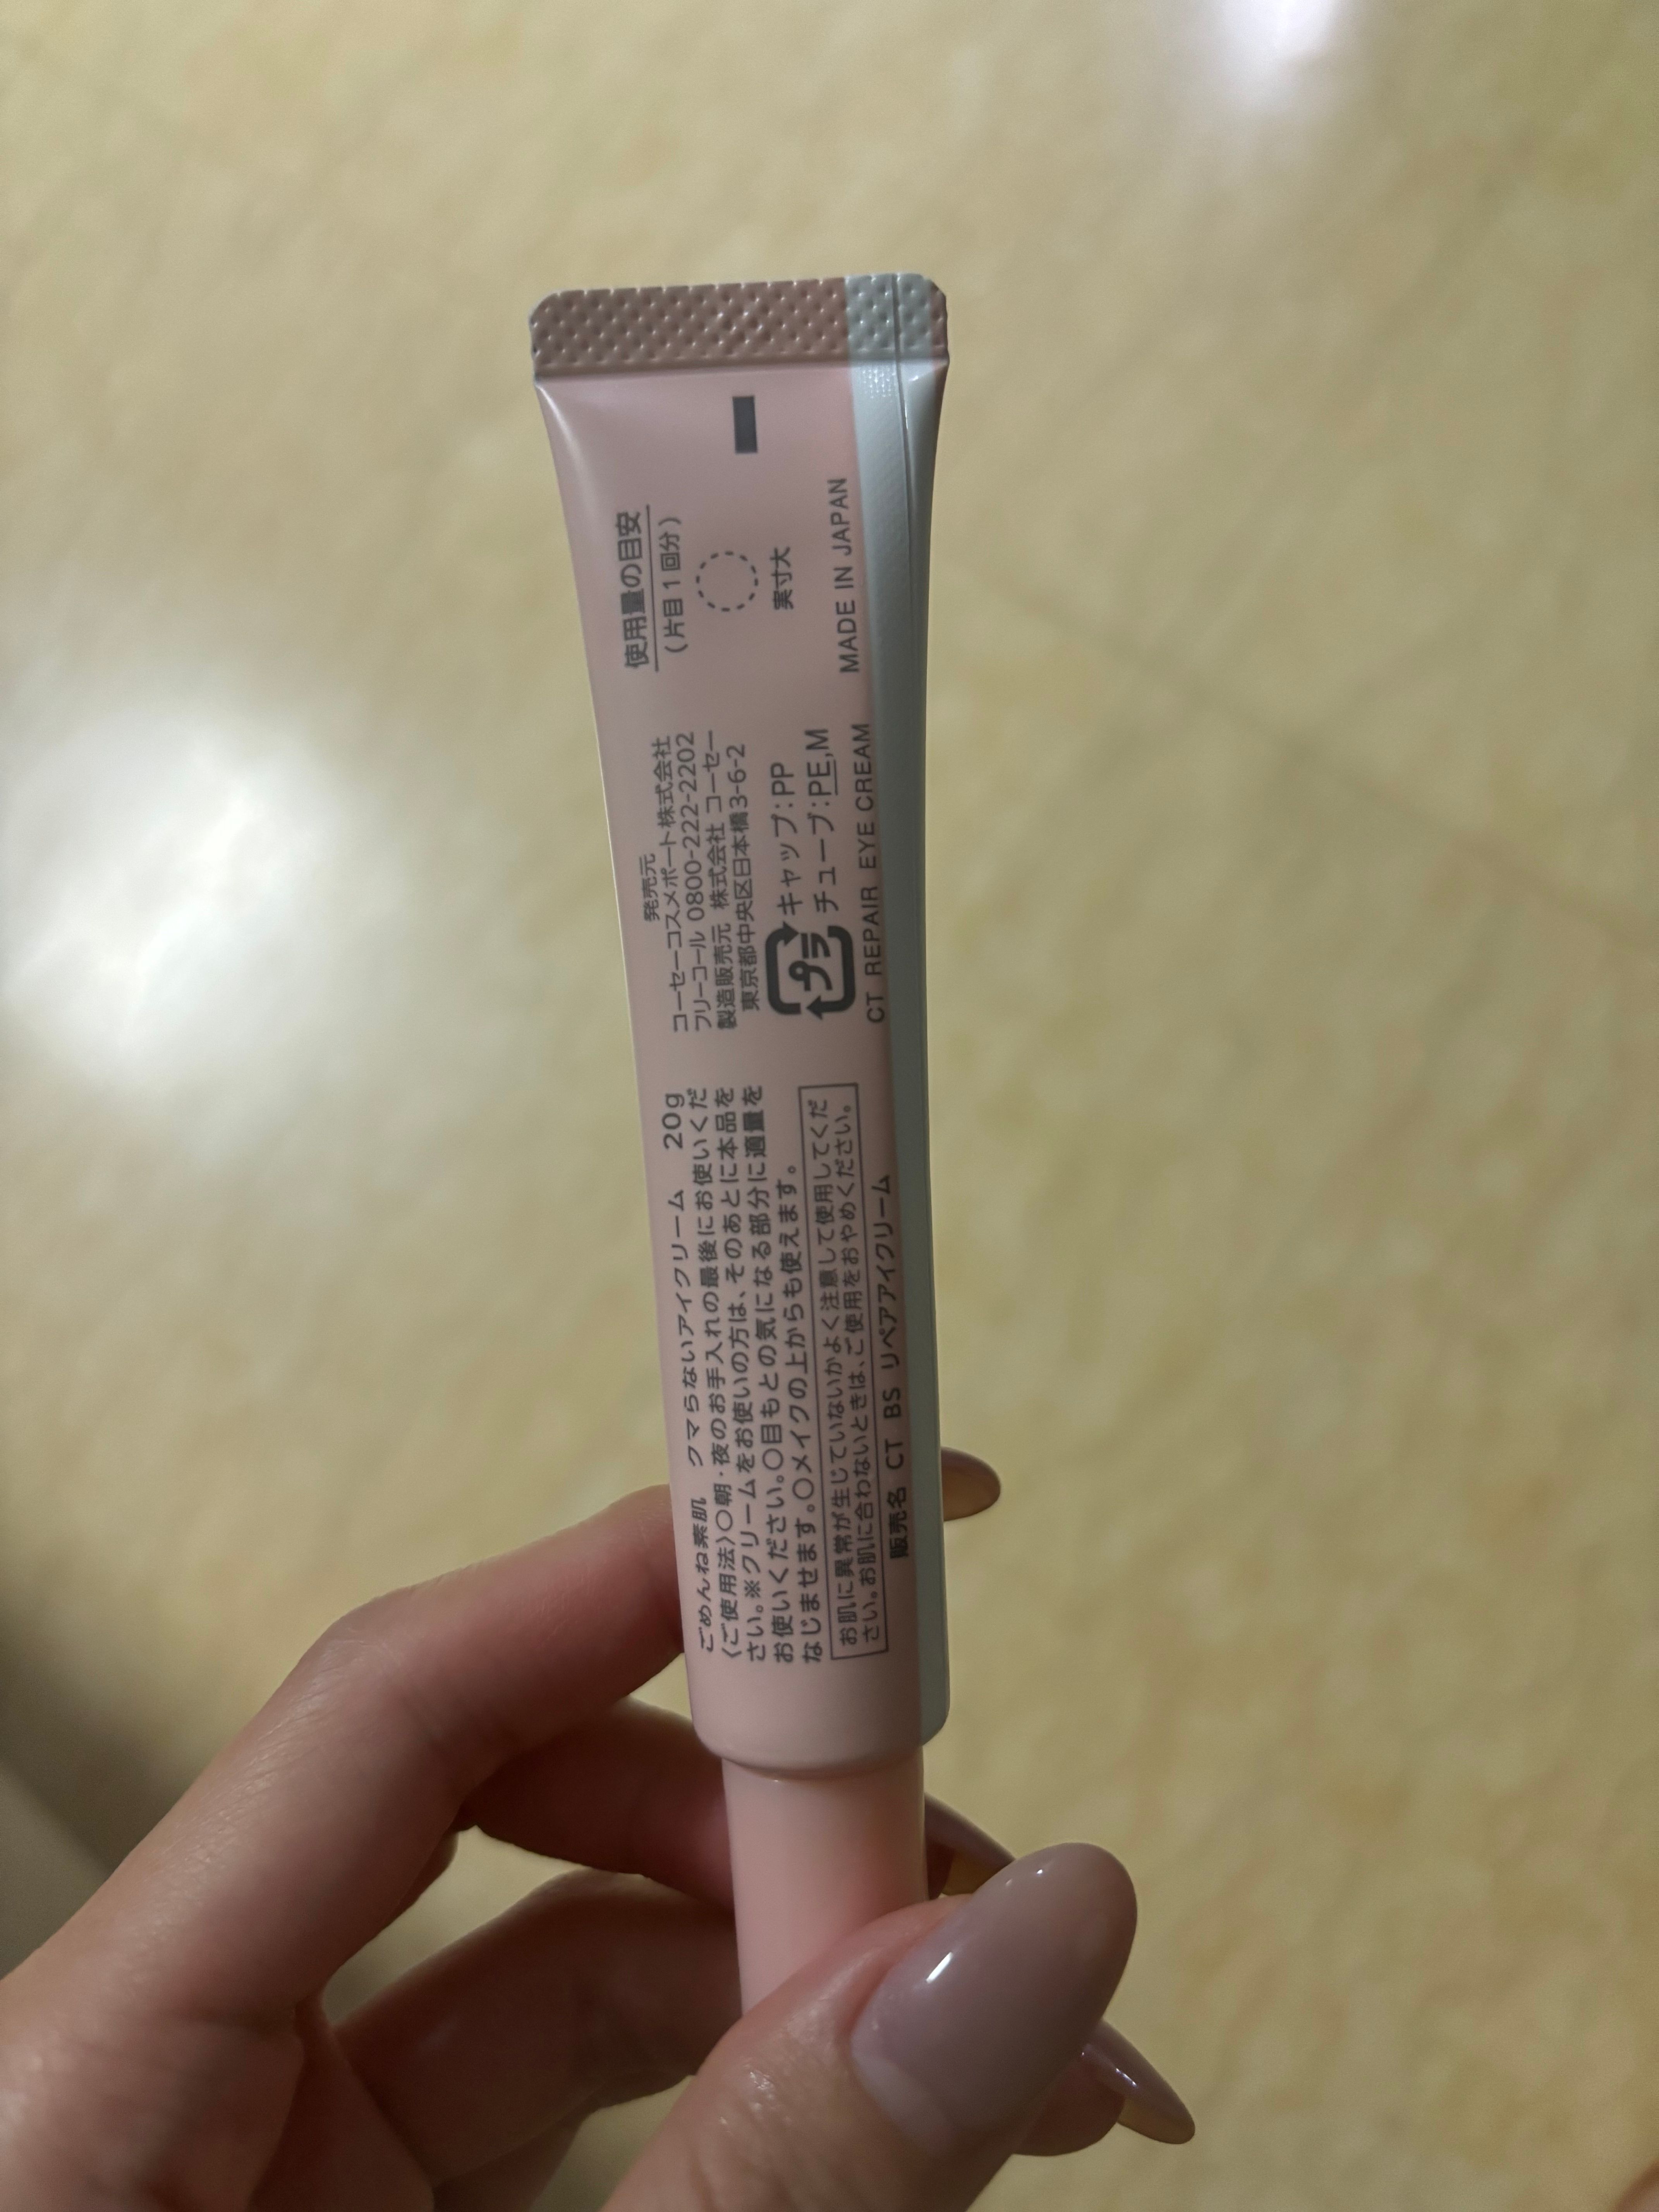 ごめんね素肌 クマらないアイクリーム 20g
〈ご使用法〉〇朝・夜のお手入れの最後にお使いくだ
さい。※クリームをお使いの方は、そのあとに本品を
お使いください。〇目もとの気になる部分に適量を
なじませます。〇メイクの上からも使えます。
お肌に異常が生じていないかよく注意して使用してくだ
さい。お肌に合わないときは、ご使用をおやめください。
販売名 CT BS リペアアイクリーム
発売元
コーセーコスメポート株式会社
フリーコール 0800-222-2202
製造販売元 株式会社 コーセー
東京都中央区日本橋3-6-2
プラ
キャップ:PP
チューブ:PE,M
CT REPAIR EYE CREAM
使用量の目安
(片目1回分)
実寸大
MADE IN JAPAN